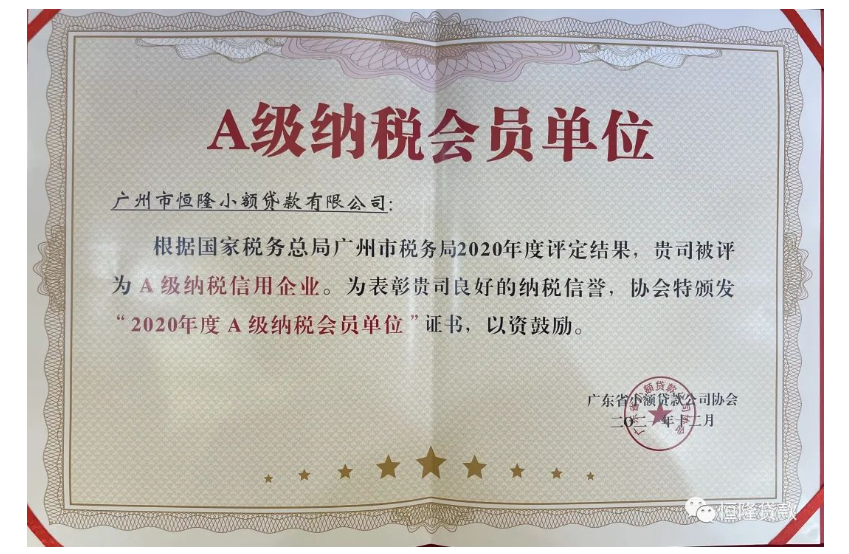 A级纳税会员单位
广州市恒隆小额贷款有限公司:
根据国家税务总局广州市税务局2020年度评定结果，贵司被评
为 A 级纳税信用企业。为表彰贵司良好的纳税信誉，协会特颁发
“2020年度 A 级纳税会员单位”证书，以资鼓励。
广东省小额贷款公司协会
二〇二一年十二月
恒隆贷款